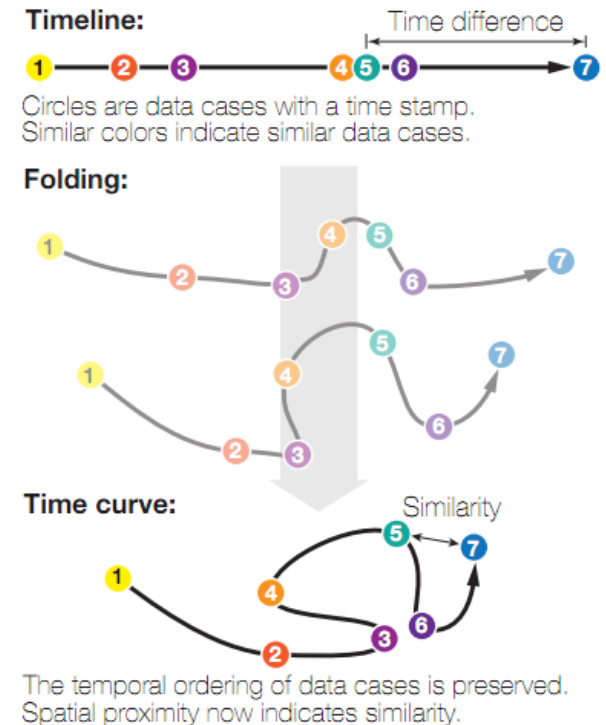 Timeline:
Time difference
1 2 3 4 5 6 7
Circles are data cases with a time stamp.
Similar colors indicate similar data cases.
Folding:
1 2 3 4 5 6 7
1 2 3 4 5 6 7
Time curve:
Similarity
1 2 3 4 5 6 7
The temporal ordering of data cases is preserved.
Spatial proximity now indicates similarity.